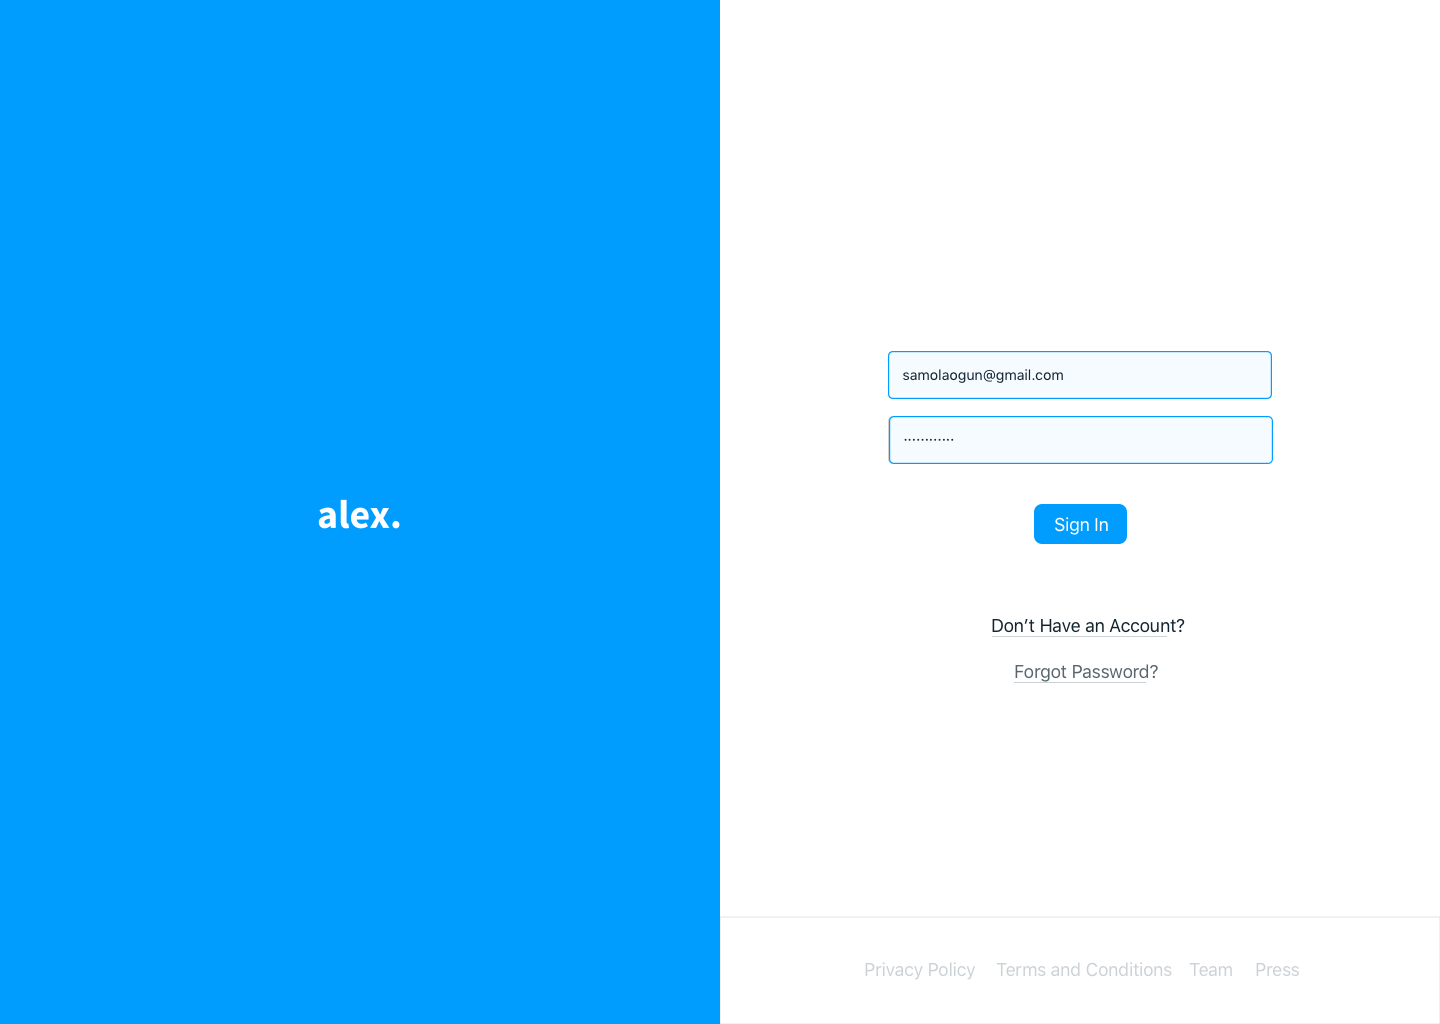 alex.
samolaogun@gmail.com
············
Sign In
Don’t Have an Account?
Forgot Password?
Privacy Policy Terms and Conditions Team Press